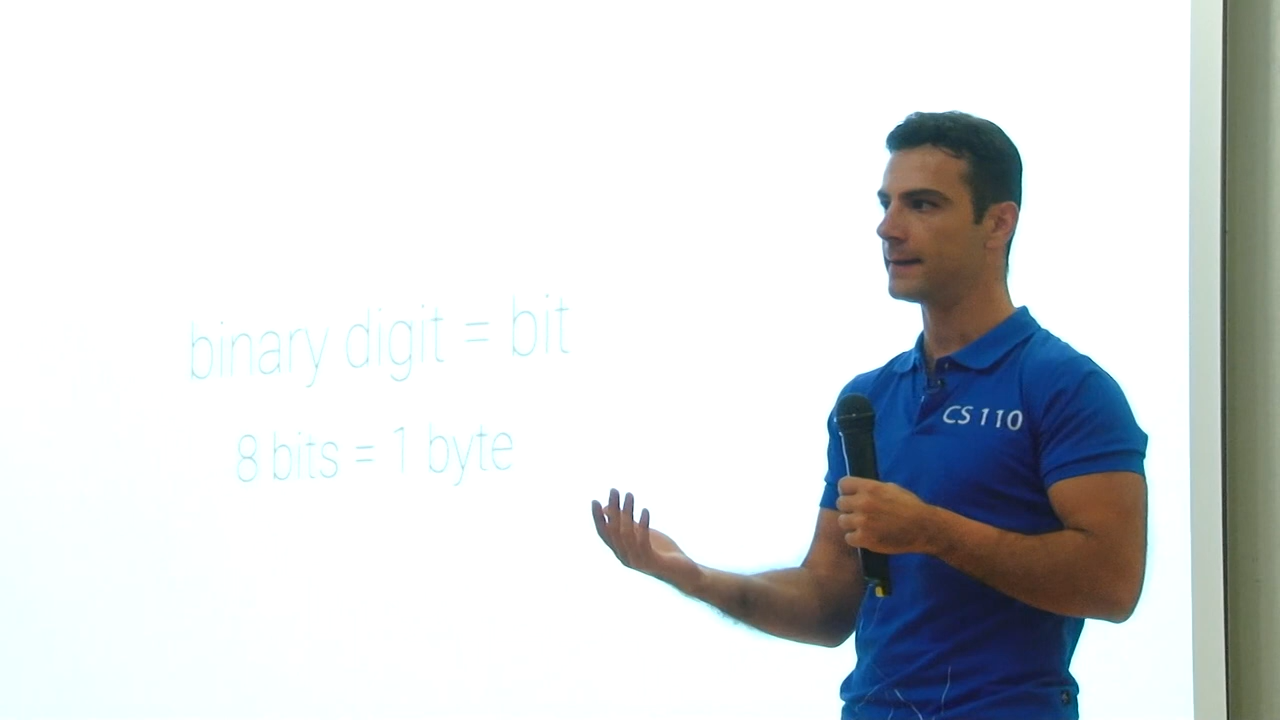 binary digit = bit
8 bits = 1 byte
CS 110